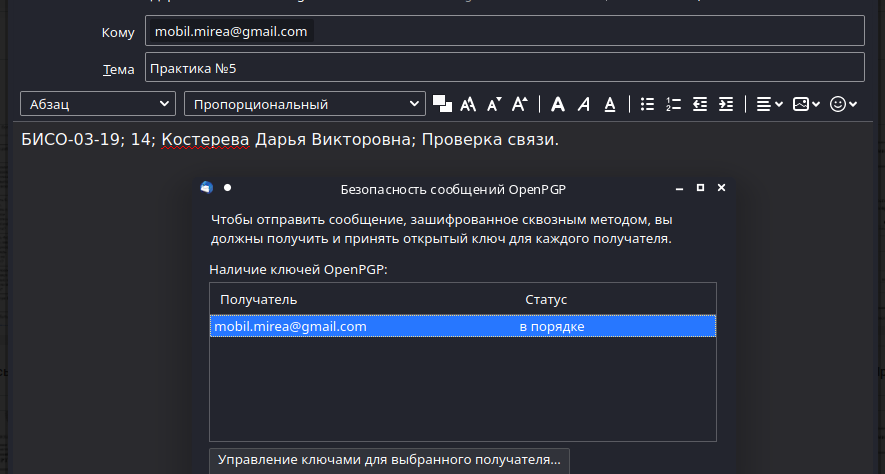 Кому mobil.mirea@gmail.com
Тема Практика №5
Абзац Пропорциональный
БИСО-03-19; 14; Костерева Дарья Викторовна; Проверка связи.
Безопасность сообщений OpenPGP
Чтобы отправить сообщение, зашифрованное сквозным методом, вы
должны получить и принять открытый ключ для каждого получателя.
Наличие ключей OpenPGP:
Получатель Статус
mobil.mirea@gmail.com в порядке
Управление ключами для выбранного получателя...